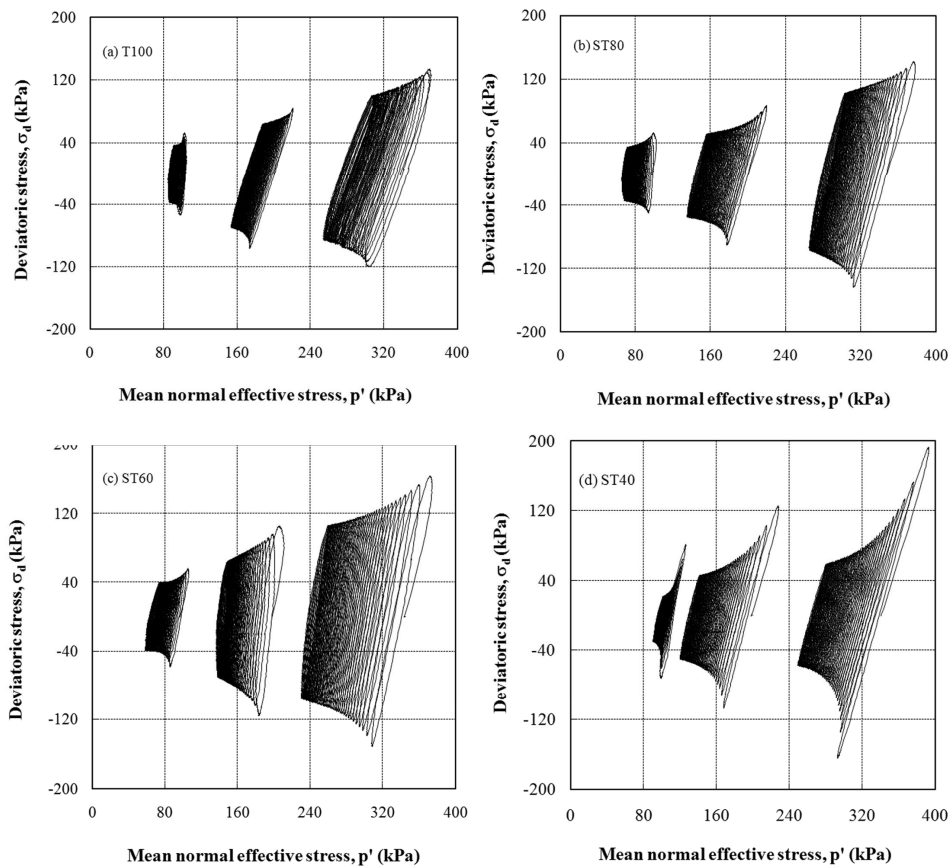 (a) T100
200
120
40
-40
-120
-200
0 80 160 240 320 400
Deviatoric stress, σd (kPa)
Mean normal effective stress, p' (kPa)
(b) ST80
200
120
40
-40
-120
-200
0 80 160 240 320 400
Deviatoric stress, σd (kPa)
Mean normal effective stress, p' (kPa)
(c) ST60
200
120
40
-40
-120
-200
0 80 160 240 320 400
Deviatoric stress, σd (kPa)
Mean normal effective stress, p' (kPa)
(d) ST40
200
120
40
-40
-120
-200
0 80 160 240 320 400
Deviatoric stress, σd (kPa)
Mean normal effective stress, p' (kPa)